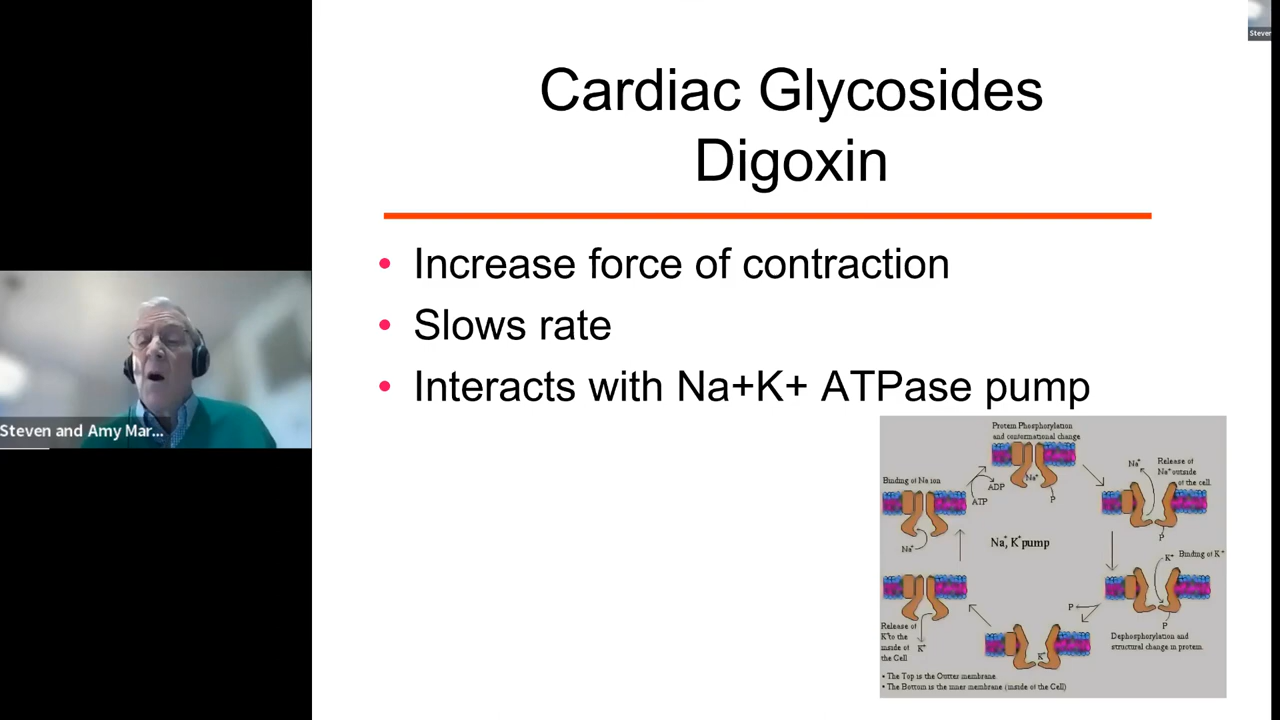 Steven
Cardiac Glycosides
Digoxin
• Increase force of contraction
• Slows rate
• Interacts with Na+K+ ATPase pump
Steven and Amy Mar...
Protein Phosphorylation
and conformational change
Binding of Na ion
Na⁺
ADP
ATP
P
Na⁺
Release of
Na⁺ outside
of the cell.
P
Na⁺
Na⁺, K⁺ pump
K⁺
Binding of K⁺
P
P
Release of
K⁺to the
inside of
the Cell
K⁺
K⁺
Dephosphorylation and
structural change in protein.
• The Top is the Outter membrane
• The Bottom is the inner membrane (inside of the Cell)